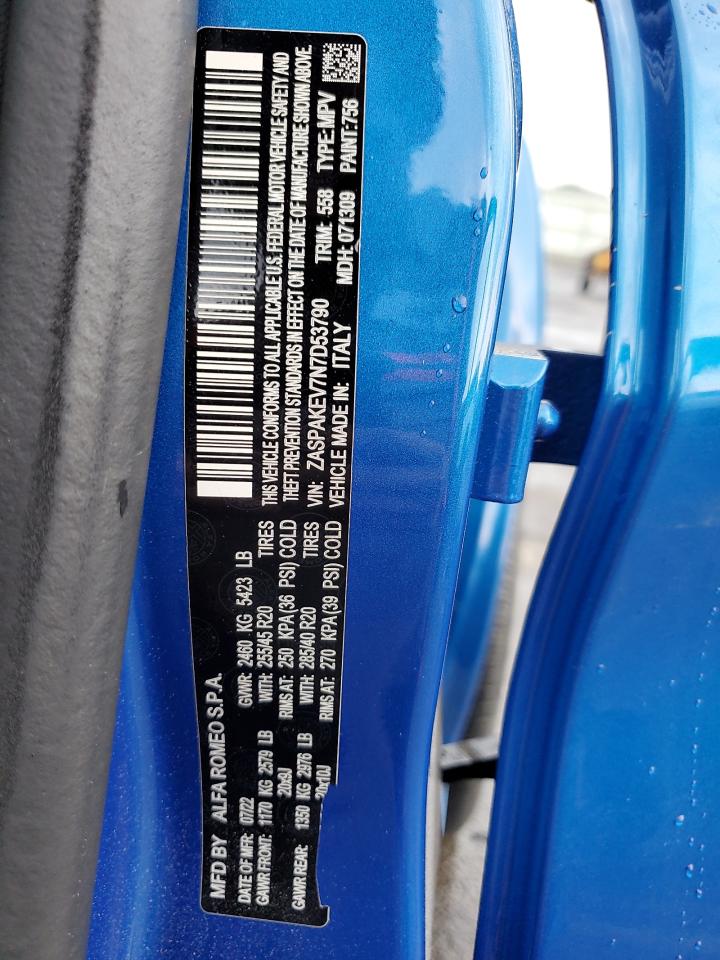 MFD BY ALFA ROMEO S.P.A.
DATE OF MFR: 07/22 GVWR: 2460 KG 5423 LB
GAWR FRONT: 1170 KG 2579 LB WITH: 255/45 R20 TIRES
20x9J RIMS AT: 250 KPA (36 PSI) COLD
GAWR REAR: 1350 KG 2976 LB WITH: 285/40 R20 TIRES
20x10J RIMS AT: 270 KPA (39 PSI) COLD
THIS VEHICLE CONFORMS TO ALL APPLICABLE U.S. FEDERAL MOTOR VEHICLE SAFETY AND
THEFT PREVENTION STANDARDS IN EFFECT ON THE DATE OF MANUFACTURE SHOWN ABOVE.
VIN: ZASPAKEV7N7D53790 TRIM: 558 TYPE: MPV
VEHICLE MADE IN: ITALY MDH: 071309 PAINT: 756